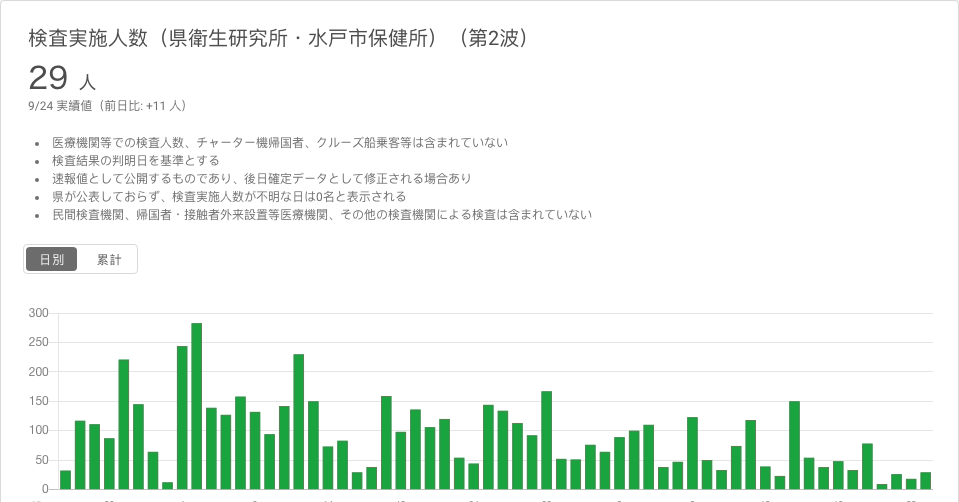 検査実施人数（県衛生研究所・水戸市保健所）（第2波）
29 人
9/24 実績値（前日比: +11 人）
医療機関等での検査人数、チャーター機帰国者、クルーズ船乗客等は含まれていない
検査結果の判明日を基準とする
速報値として公開するものであり、後日確定データとして修正される場合あり
県が公表しておらず、検査実施人数が不明な日は0名と表示される
民間検査機関、帰国者・接触者外来設置等医療機関、その他の検査機関による検査は含まれていない
日別 累計
300
250
200
150
100
50
0